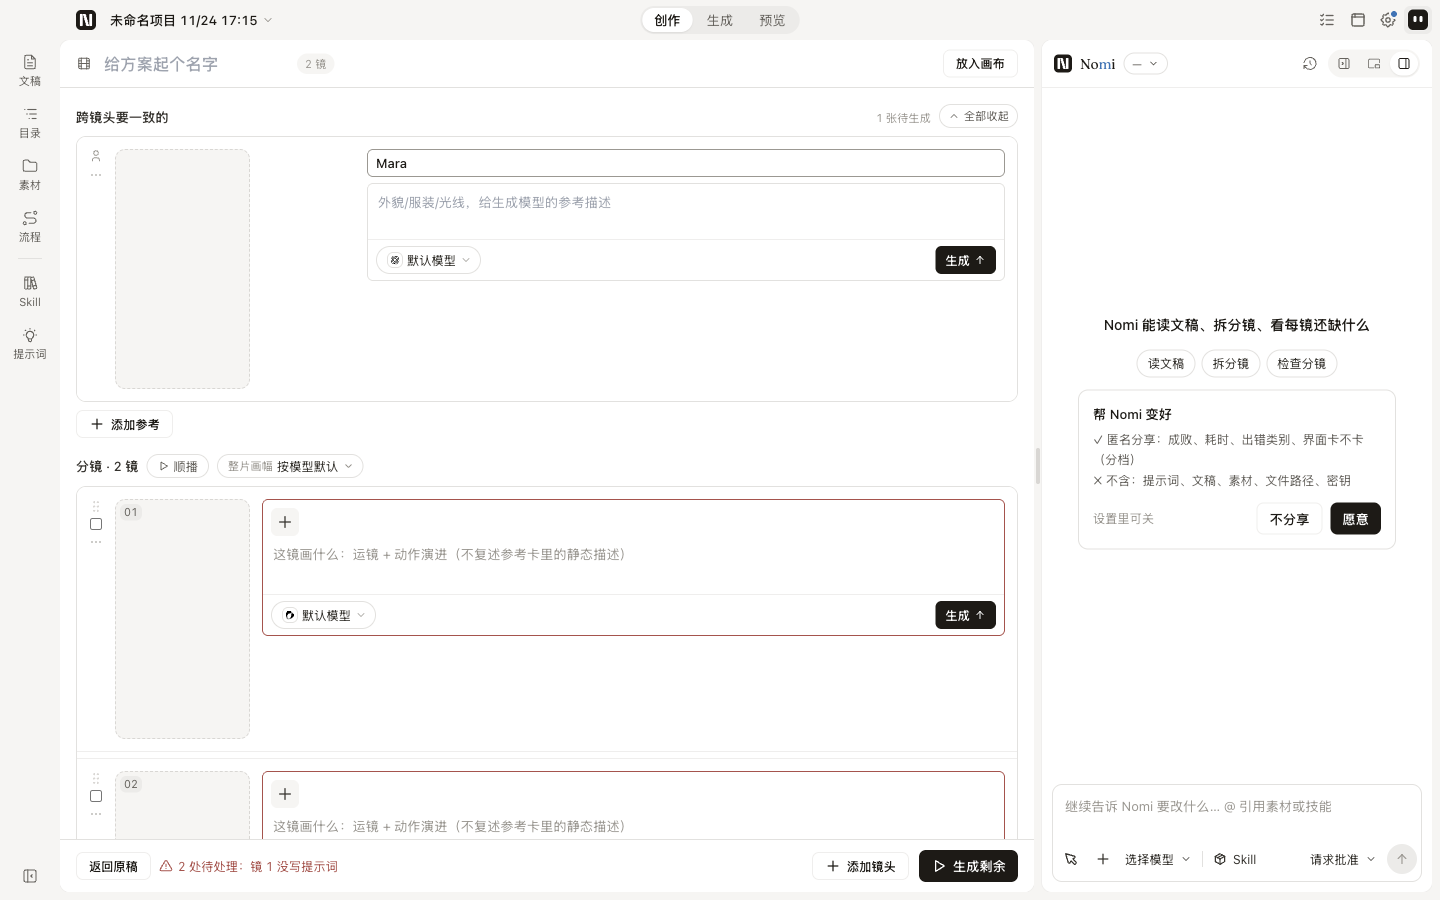 未命名项目 11/24 17:15
创作
生成
预览
文稿
目录
素材
流程
Skill
提示词
给方案起个名字
2 镜
放入画布
跨镜头要一致的
1 张待生成
全部收起
Mara
外貌/服装/光线，给生成模型的参考描述
默认模型
生成
添加参考
分镜 · 2 镜
顺播
整片画幅 按模型默认
01
这镜画什么：运镜 + 动作演进（不复述参考卡里的静态描述）
默认模型
生成
02
这镜画什么：运镜 + 动作演进（不复述参考卡里的静态描述）
返回原稿
2 处待处理：镜 1 没写提示词
添加镜头
生成剩余
Nomi
—
Nomi 能读文稿、拆分镜、看每镜还缺什么
读文稿
拆分镜
检查分镜
帮 Nomi 变好
✓ 匿名分享：成败、耗时、出错类别、界面卡不卡
（分档）
✕ 不含：提示词、文稿、素材、文件路径、密钥
设置里可关
不分享
愿意
继续告诉 Nomi 要改什么... @ 引用素材或技能
选择模型
Skill
请求批准